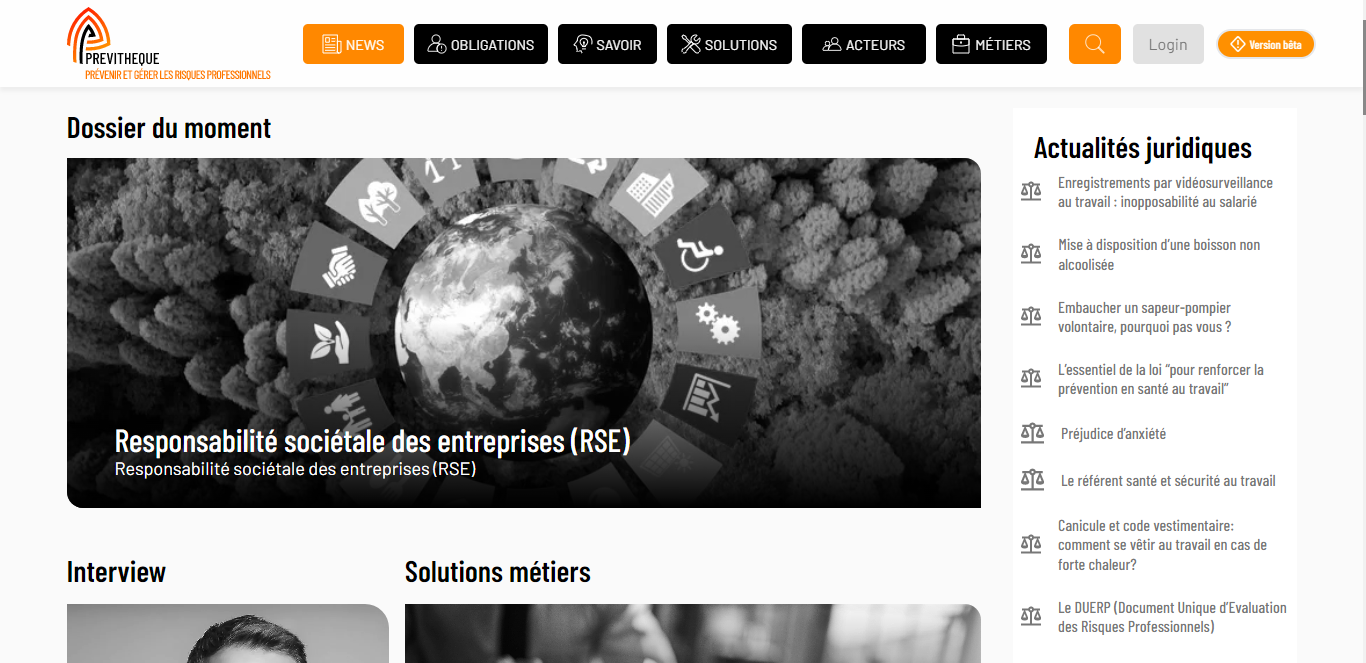 PREVITHEQUE
PRÉVENIR ET GÉRER LES RISQUES PROFESSIONNELS
NEWS
OBLIGATIONS
SAVOIR
SOLUTIONS
ACTEURS
MÉTIERS
Login
Version bêta
Dossier du moment
Responsabilité sociétale des entreprises (RSE)
Responsabilité sociétale des entreprises (RSE)
Interview
Solutions métiers
Actualités juridiques
Enregistrements par vidéosurveillance
au travail : inopposabilité au salarié
Mise à disposition d'une boisson non
alcoolisée
Embaucher un sapeur-pompier
volontaire, pourquoi pas vous ?
L'essentiel de la loi “pour renforcer la
prévention en santé au travail”
Préjudice d'anxiété
Le référent santé et sécurité au travail
Canicule et code vestimentaire:
comment se vêtir au travail en cas de
forte chaleur?
Le DUERP (Document Unique d'Evaluation
des Risques Professionnels)